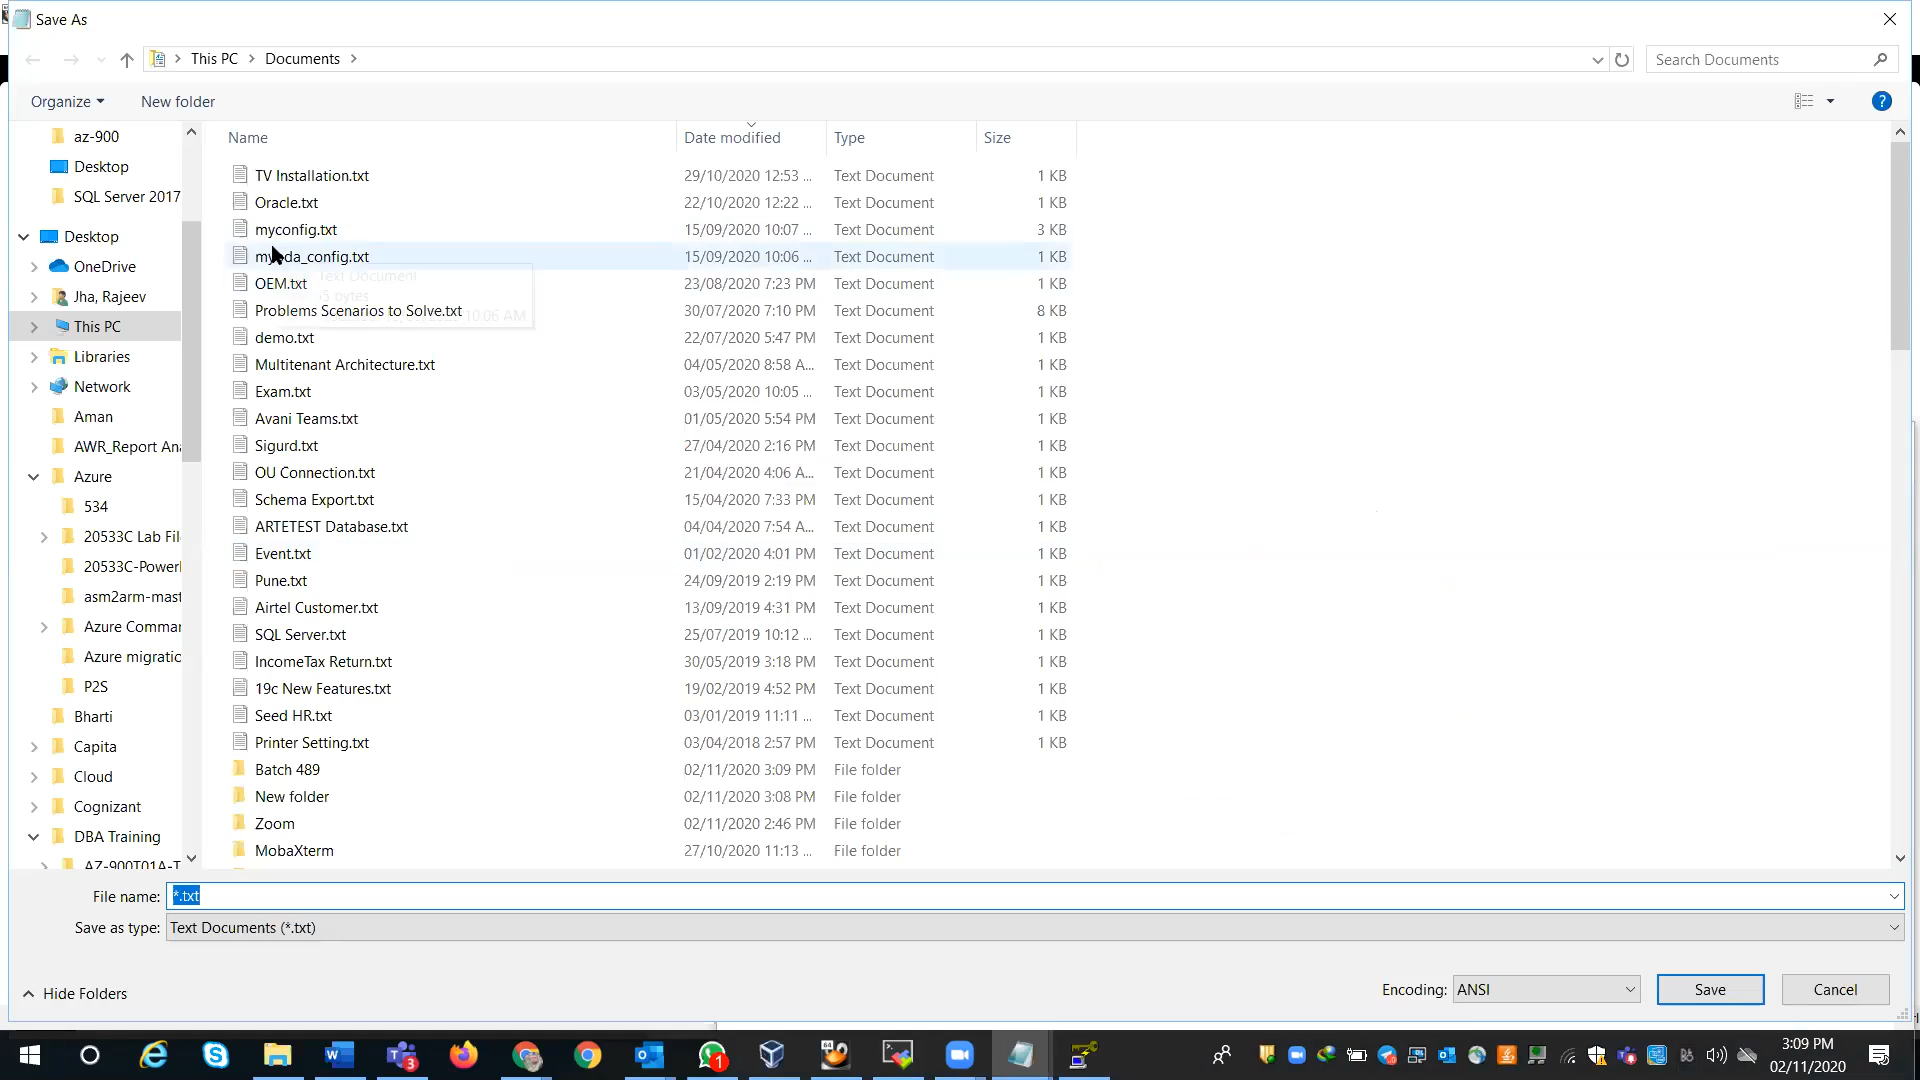 Save As
This PC > Documents >
Search Documents
Organize
New folder
az-900
Desktop
SQL Server 2017
Desktop
OneDrive
Jha, Rajeev
This PC
Libraries
Network
Aman
AWR_Report Ana
Azure
534
20533C Lab Fil
20533C-Powerl
asm2arm-mast
Azure Commar
Azure migratic
P2S
Bharti
Capita
Cloud
Cognizant
DBA Training
AZ-900T01A-T
Name Date modified Type Size
TV Installation.txt 29/10/2020 12:53 ... Text Document 1 KB
Oracle.txt 22/10/2020 12:22 ... Text Document 1 KB
myconfig.txt 15/09/2020 10:07 ... Text Document 3 KB
da_config.txt 15/09/2020 10:06 ... Text Document 1 KB
Text Document
OEM.txt 23/08/2020 7:23 PM Text Document 1 KB
bytes
Problems Scenarios to Solve.txt 30/07/2020 7:10 PM Text Document 8 KB
10:06 AM
demo.txt 22/07/2020 5:47 PM Text Document 1 KB
Multitenant Architecture.txt 04/05/2020 8:58 A... Text Document 1 KB
Exam.txt 03/05/2020 10:05 ... Text Document 1 KB
Avani Teams.txt 01/05/2020 5:54 PM Text Document 1 KB
Sigurd.txt 27/04/2020 2:16 PM Text Document 1 KB
OU Connection.txt 21/04/2020 4:06 A... Text Document 1 KB
Schema Export.txt 15/04/2020 7:33 PM Text Document 1 KB
ARTETEST Database.txt 04/04/2020 7:54 A... Text Document 1 KB
Event.txt 01/02/2020 4:01 PM Text Document 1 KB
Pune.txt 24/09/2019 2:19 PM Text Document 1 KB
Airtel Customer.txt 13/09/2019 4:31 PM Text Document 1 KB
SQL Server.txt 25/07/2019 10:12 ... Text Document 1 KB
IncomeTax Return.txt 30/05/2019 3:18 PM Text Document 1 KB
19c New Features.txt 19/02/2019 4:52 PM Text Document 1 KB
Seed HR.txt 03/01/2019 11:11 ... Text Document 1 KB
Printer Setting.txt 03/04/2018 2:57 PM Text Document 1 KB
Batch 489 02/11/2020 3:09 PM File folder
New folder 02/11/2020 3:08 PM File folder
Zoom 02/11/2020 2:46 PM File folder
MobaXterm 27/10/2020 11:13 ... File folder
File name: *.txt
Save as type: Text Documents (*.txt)
Hide Folders
Encoding: ANSI
Save
Cancel
3:09 PM
02/11/2020